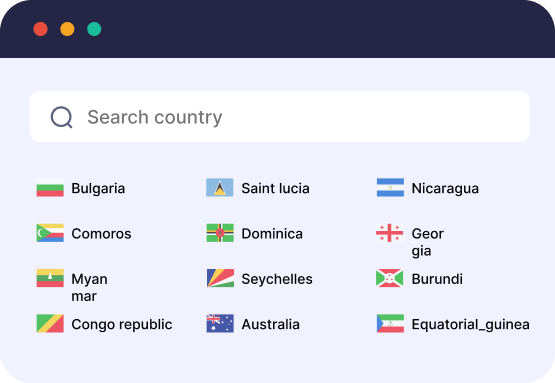 Search country
Bulgaria
Saint lucia
Nicaragua
Comoros
Dominica
Geor
gia
Myan
mar
Seychelles
Burundi
Congo republic
Australia
Equatorial_guinea